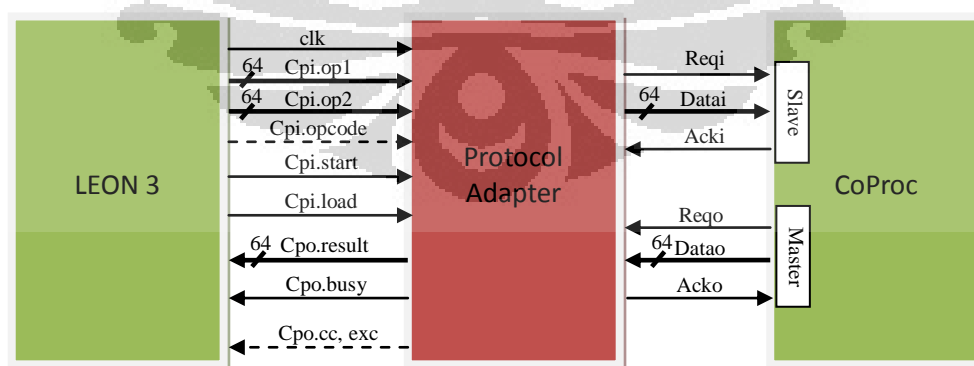 LEON 3
clk
64 Cpi.op1
64 Cpi.op2
Cpi.opcode
Cpi.start
Cpi.load
64 Cpo.result
Cpo.busy
Cpo.cc, exc
Protocol
Adapter
Reqi
64 Datai
Acki
Reqo
64 Datao
Acko
Slave
Master
CoProc